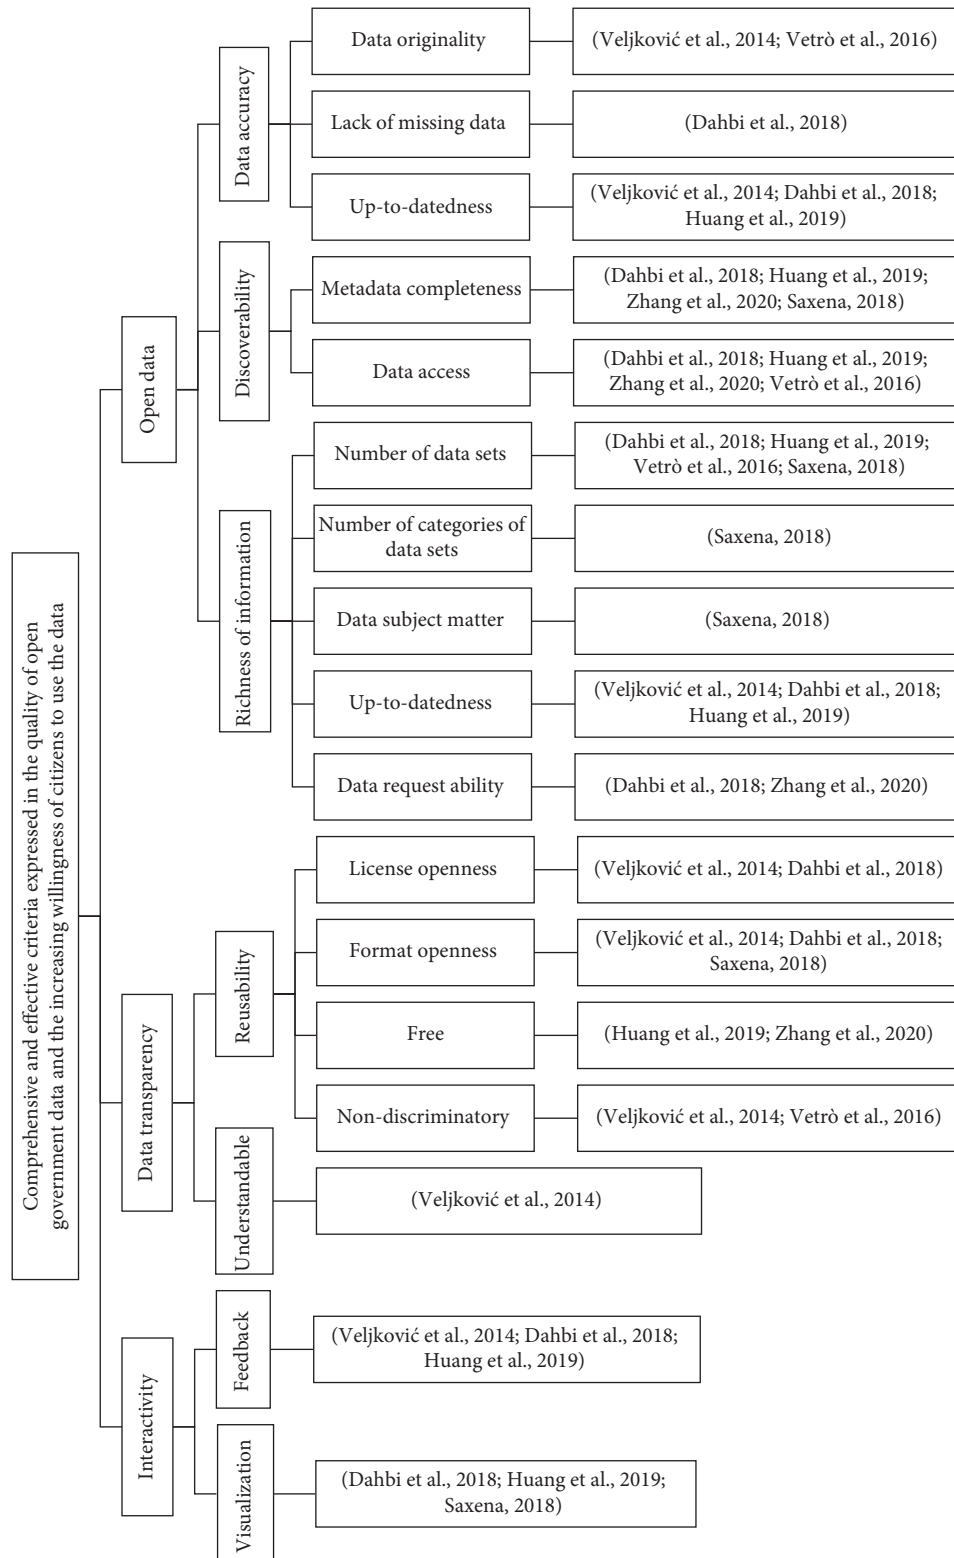 Comprehensive and effective criteria expressed in the quality of open
government data and the increasing willingness of citizens to use the data
Open data
Data accuracy
Data originality
(Veljković et al., 2014; Vetrò et al., 2016)
Lack of missing data
(Dahbi et al., 2018)
Up-to-datedness
(Veljković et al., 2014; Dahbi et al., 2018;
Huang et al., 2019)
Discoverability
Metadata completeness
(Dahbi et al., 2018; Huang et al., 2019;
Zhang et al., 2020; Saxena, 2018)
Data access
(Dahbi et al., 2018; Huang et al., 2019;
Zhang et al., 2020; Vetrò et al., 2016)
Richness of information
Number of data sets
(Dahbi et al., 2018; Huang et al., 2019;
Vetrò et al., 2016; Saxena, 2018)
Number of categories of
data sets
(Saxena, 2018)
Data subject matter
(Saxena, 2018)
Up-to-datedness
(Veljković et al., 2014; Dahbi et al., 2018;
Huang et al., 2019)
Data request ability
(Dahbi et al., 2018; Zhang et al., 2020)
Data transparency
Reusability
License openness
(Veljković et al., 2014; Dahbi et al., 2018)
Format openness
(Veljković et al., 2014; Dahbi et al., 2018;
Saxena, 2018)
Free
(Huang et al., 2019; Zhang et al., 2020)
Non-discriminatory
(Veljković et al., 2014; Vetrò et al., 2016)
Understandable
(Veljković et al., 2014)
Interactivity
Feedback
(Veljković et al., 2014; Dahbi et al., 2018;
Huang et al., 2019)
Visualization
(Dahbi et al., 2018; Huang et al., 2019;
Saxena, 2018)